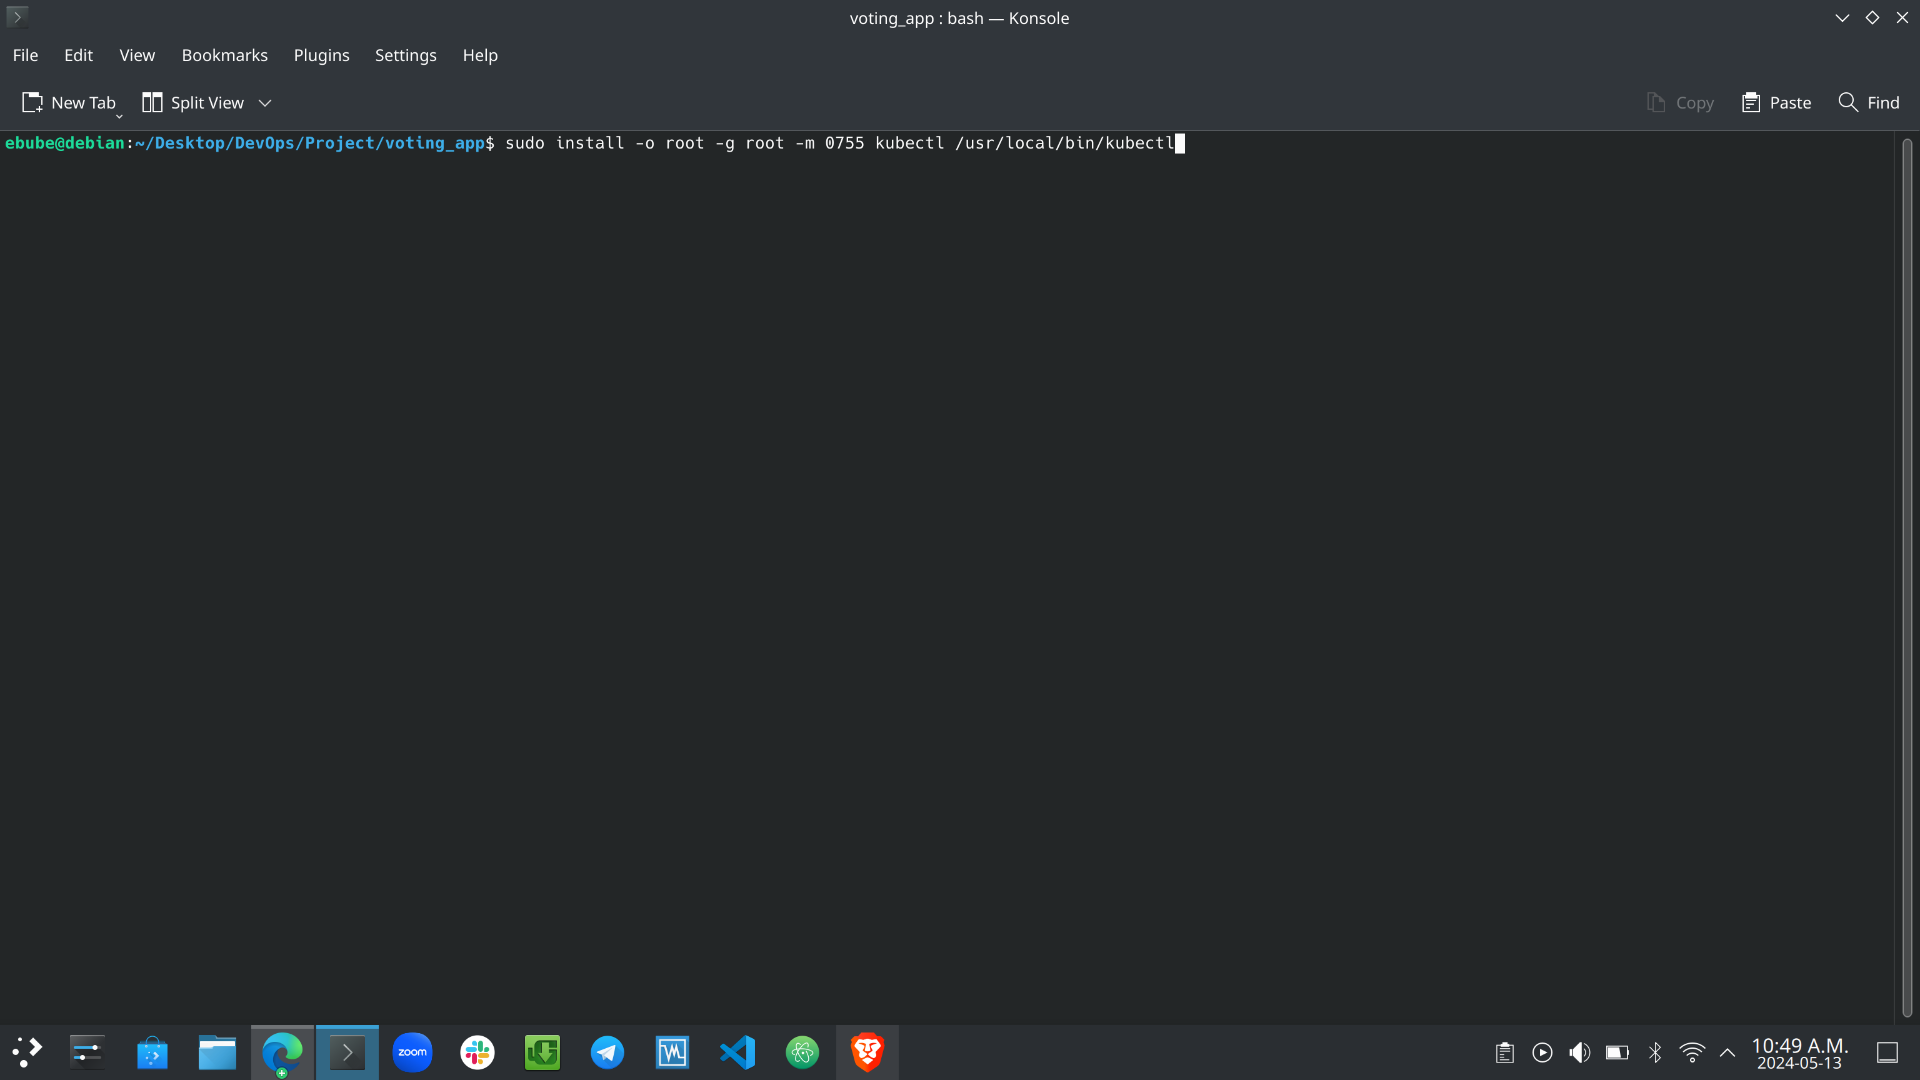 voting_app : bash — Konsole
File Edit View Bookmarks Plugins Settings Help
New Tab Split View Copy Paste Find
ebube@debian:~/Desktop/DevOps/Project/voting_app$ sudo install -o root -g root -m 0755 kubectl /usr/local/bin/kubectl
zoom
10:49 A.M.
2024-05-13